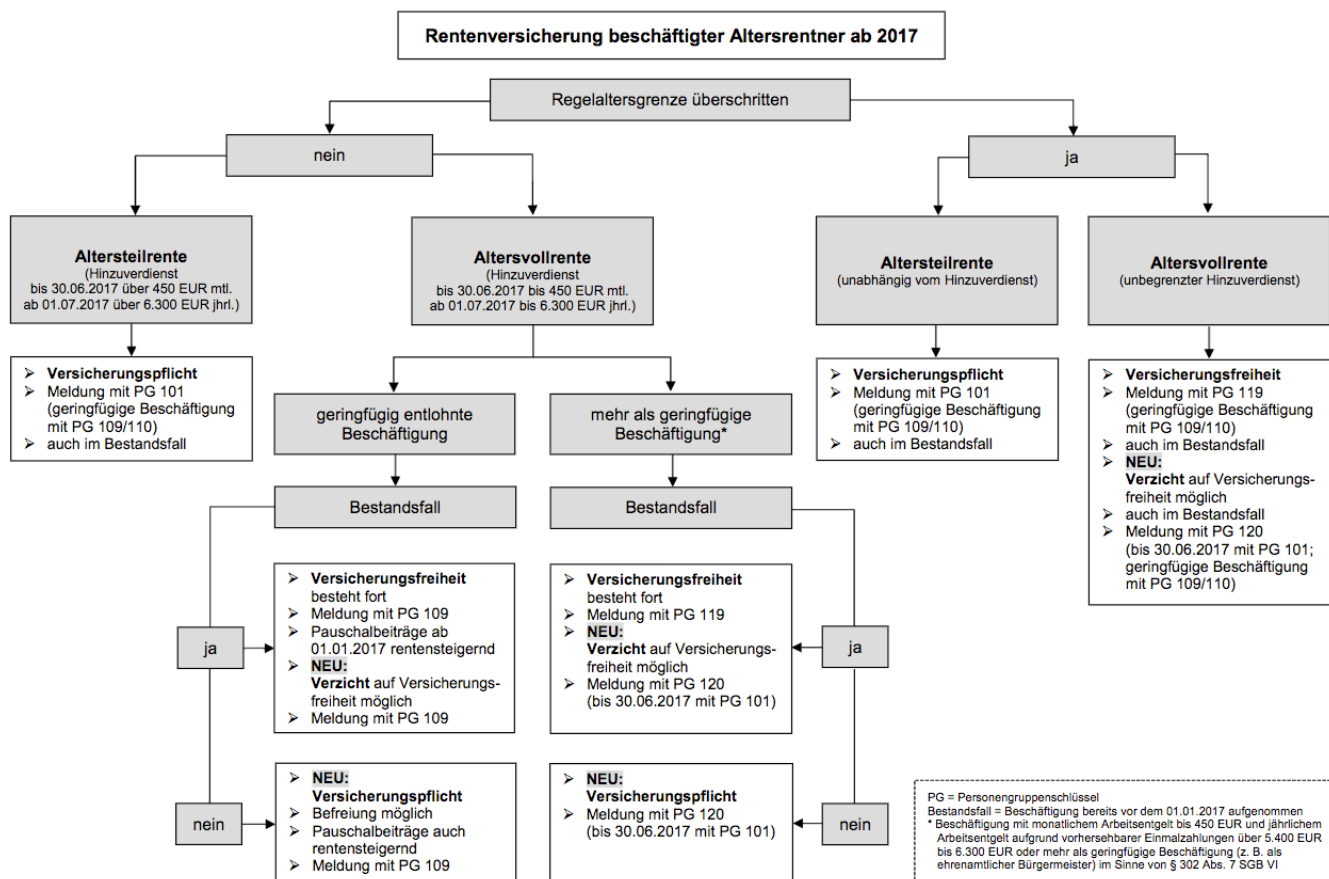 Rentenversicherung beschäftigter Altersrentner ab 2017
Regelaltersgrenze überschritten
nein
ja
Altersteilrente
(Hinzuverdienst
bis 30.06.2017 über 450 EUR mtl.
ab 01.07.2017 über 6.300 EUR jhrl.)
Altersvollrente
(Hinzuverdienst
bis 30.06.2017 bis 450 EUR mtl.
ab 01.07.2017 bis 6.300 EUR jhrl.)
Altersteilrente
(unabhängig vom Hinzuverdienst)
Altersvollrente
(unbegrenzter Hinzuverdienst)
➢ Versicherungspflicht
➢ Meldung mit PG 101
(geringfügige Beschäftigung
mit PG 109/110)
➢ auch im Bestandsfall
geringfügig entlohnte
Beschäftigung
mehr als geringfügige
Beschäftigung*
➢ Versicherungspflicht
➢ Meldung mit PG 101
(geringfügige Beschäftigung
mit PG 109/110)
➢ auch im Bestandsfall
➢ Versicherungsfreiheit
➢ Meldung mit PG 119
(geringfügige Beschäftigung
mit PG 109/110)
➢ auch im Bestandsfall
➢ NEU:
Verzicht auf Versicherungs-
freiheit möglich
➢ auch im Bestandsfall
➢ Meldung mit PG 120
(bis 30.06.2017 mit PG 101;
geringfügige Beschäftigung
mit PG 109/110)
Bestandsfall
Bestandsfall
ja
➢ Versicherungsfreiheit
besteht fort
➢ Meldung mit PG 109
➢ Pauschalbeiträge ab
01.01.2017 rentensteigernd
➢ NEU:
Verzicht auf Versicherungs-
freiheit möglich
➢ Meldung mit PG 109
➢ Versicherungsfreiheit
besteht fort
➢ Meldung mit PG 119
➢ NEU:
Verzicht auf Versicherungs-
freiheit möglich
➢ Meldung mit PG 120
(bis 30.06.2017 mit PG 101)
ja
nein
➢ NEU:
Versicherungspflicht
➢ Befreiung möglich
➢ Pauschalbeiträge auch
rentensteigernd
➢ Meldung mit PG 109
➢ NEU:
Versicherungspflicht
➢ Meldung mit PG 120
(bis 30.06.2017 mit PG 101)
nein
PG = Personengruppenschlüssel
Bestandsfall = Beschäftigung bereits vor dem 01.01.2017 aufgenommen
* Beschäftigung mit monatlichem Arbeitsentgelt bis 450 EUR und jährlichem
Arbeitsentgelt aufgrund vorhersehbarer Einmalzahlungen über 5.400 EUR
bis 6.300 EUR oder mehr als geringfügige Beschäftigung (z. B. als
ehrenamtlicher Bürgermeister) im Sinne von § 302 Abs. 7 SGB VI